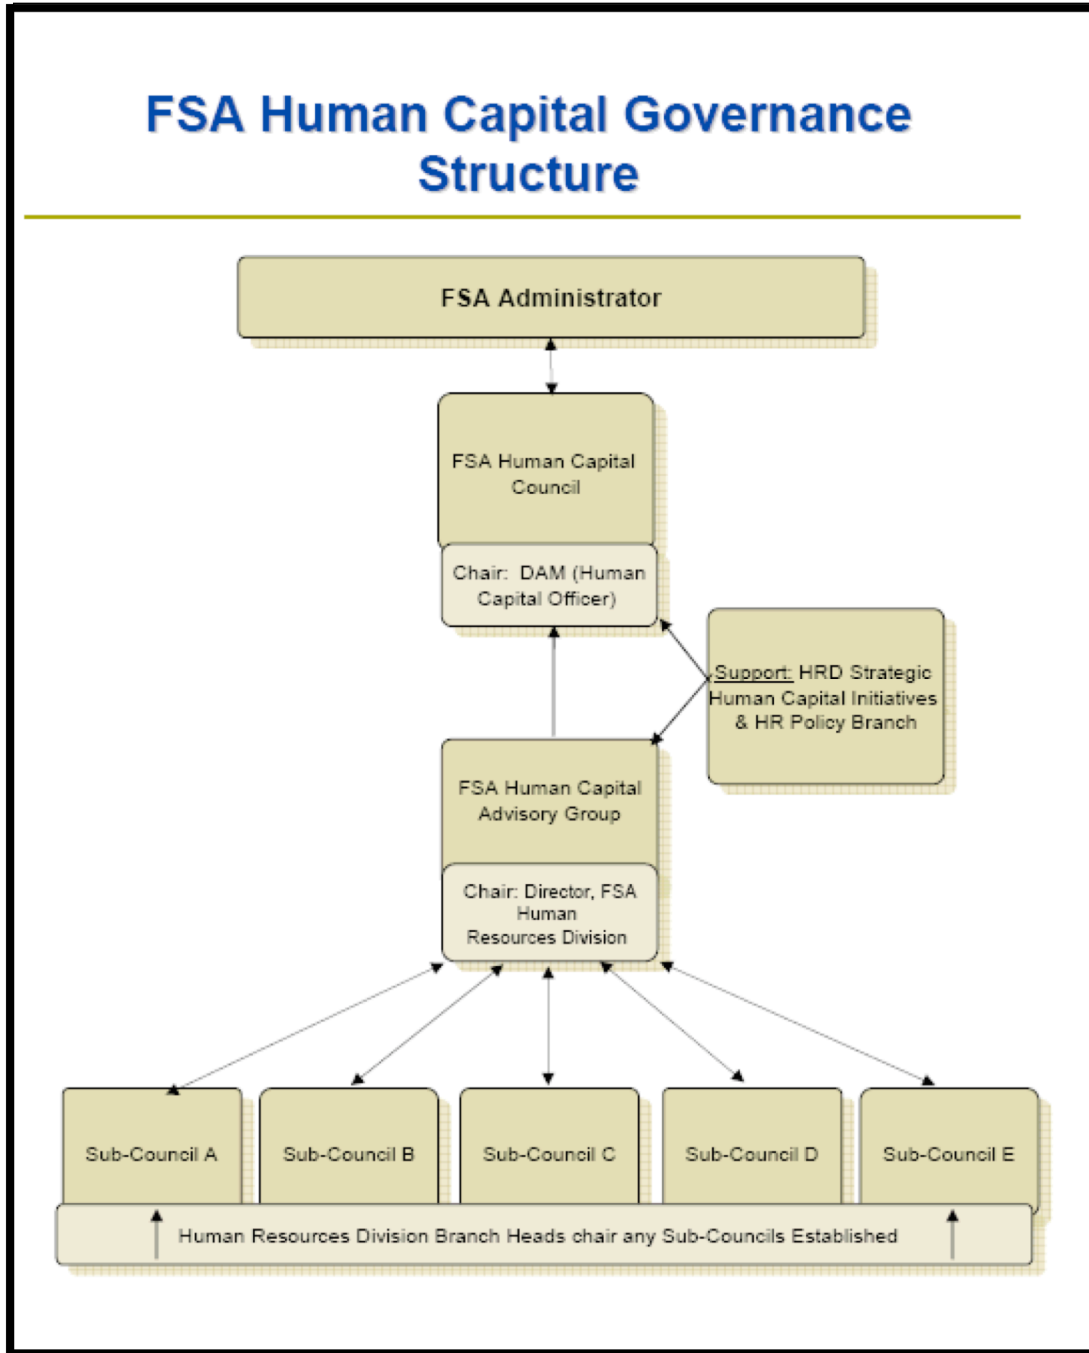 FSA Human Capital Governance
Structure
FSA Administrator
FSA Human Capital
Council
Chair:  DAM (Human
Capital Officer)
Support: HRD Strategic
Human Capital Initiatives
& HR Policy Branch
FSA Human Capital
Advisory Group
Chair: Director, FSA
Human
Resources Division
Sub-Council A
Sub-Council B
Sub-Council C
Sub-Council D
Sub-Council E
Human Resources Division Branch Heads chair any Sub-Councils Established